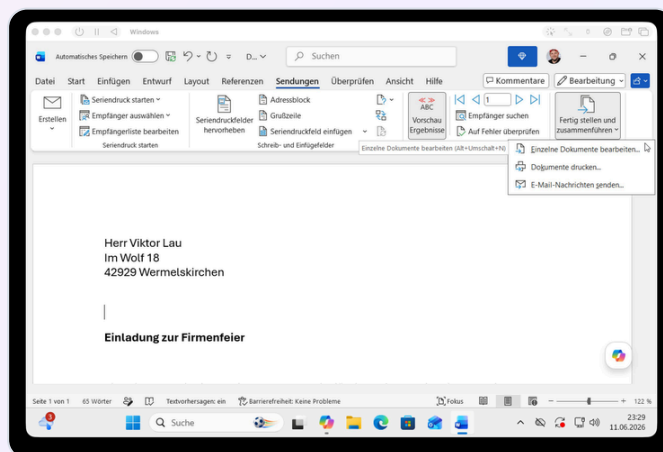 Windows
Automatisches Speichern
D...
Suchen
Datei Start Einfügen Entwurf Layout Referenzen Sendungen Überprüfen Ansicht Hilfe
Kommentare
Bearbeitung
Erstellen
Seriendruck starten
Empfänger auswählen
Empfängerliste bearbeiten
Seriendruck starten
Seriendruckfelder hervorheben
Adressblock
Grußzeile
Seriendruckfeld einfügen
Schreib- und Einfügefelder
ABC
Vorschau
Ergebnisse
1
Empfänger suchen
Auf Fehler überprüfen
Fertig stellen und
zusammenführen
Einzelne Dokumente bearbeiten (Alt+Umschalt+N)
Einzelne Dokumente bearbeiten...
Dokumente drucken...
E-Mail-Nachrichten senden...
Herr Viktor Lau
Im Wolf 18
42929 Wermelskirchen
Einladung zur Firmenfeier
Seite 1 von 1 65 Wörter Textvorhersagen: ein Barrierefreiheit: Keine Probleme Fokus 122 %
3
Suche
23:29
11.06.2026